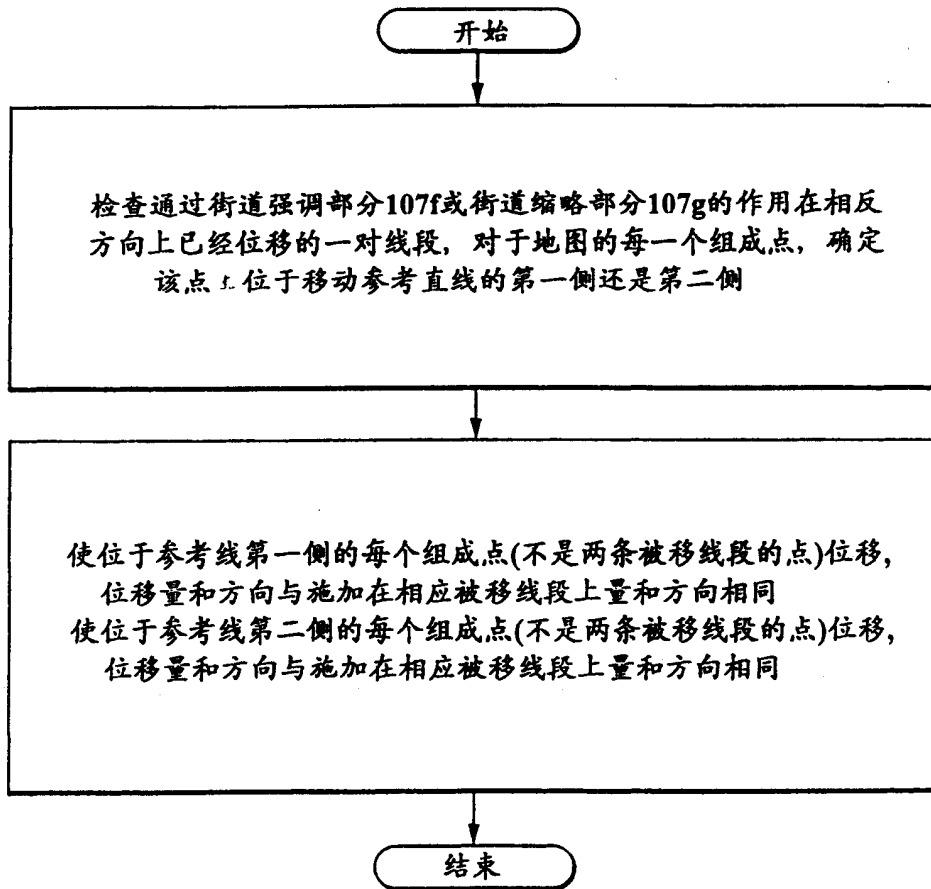 开始
检查通过街道强调部分107f或街道缩略部分107g的作用在相反
方向上已经位移的一对线段，对于地图的每一个组成点，确定
该点 位于移动参考直线的第一侧还是第二侧
使位于参考线第一侧的每个组成点(不是两条被移线段的点)位移，
位移量和方向与施加在相应被移线段上量和方向相同
使位于参考线第二侧的每个组成点(不是两条被移线段的点)位移，
位移量和方向与施加在相应被移线段上量和方向相同
结束